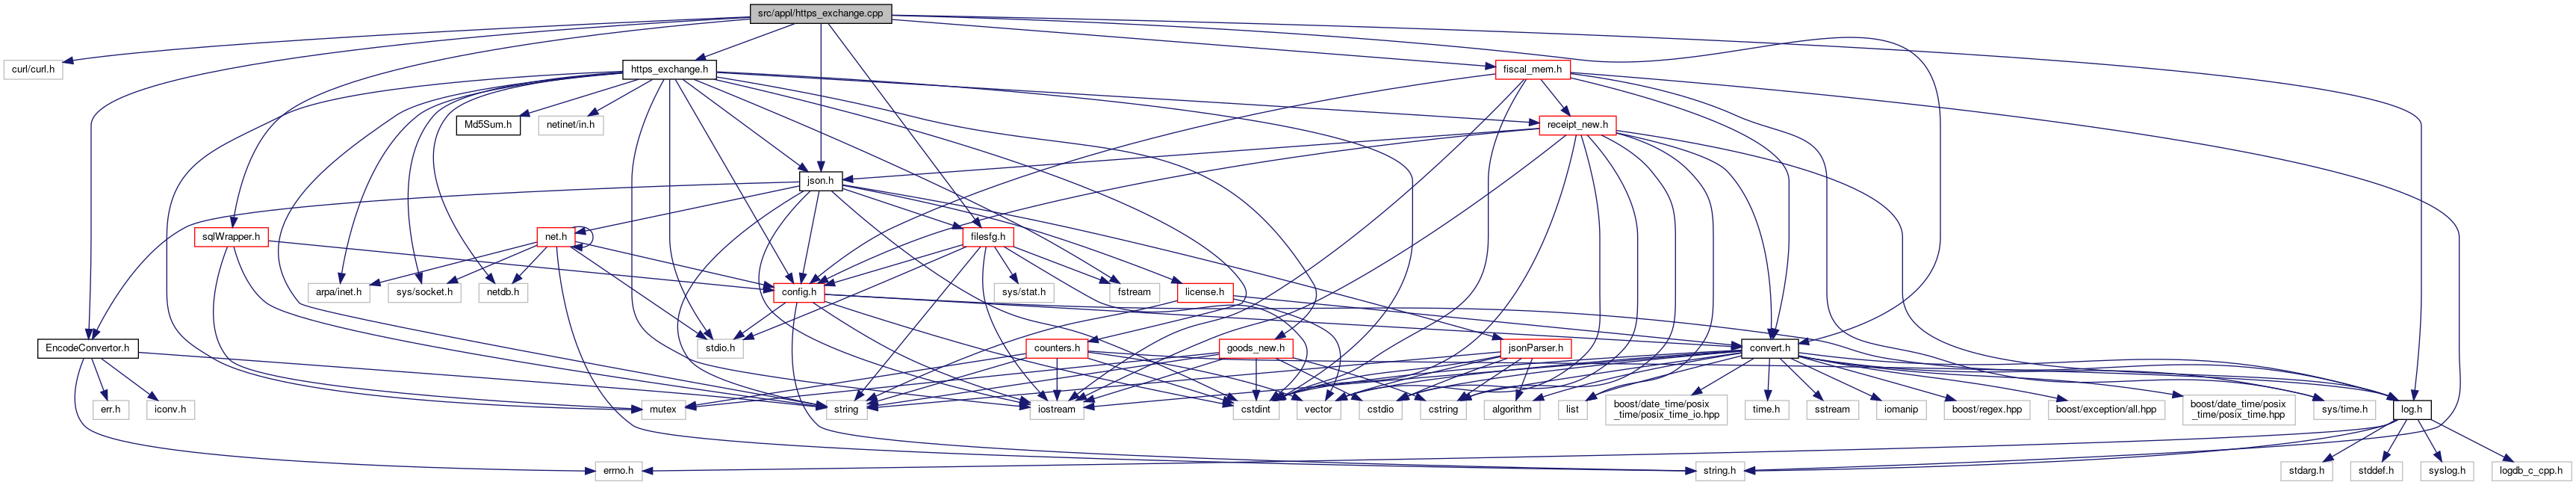 src/appl/https_exchange.cpp
curl/curl.h
https_exchange.h
fiscal_mem.h
Md5Sum.h
netinet/in.h
receipt_new.h
json.h
sqlWrapper.h
net.h
filesfg.h
arpa/inet.h
sys/socket.h
netdb.h
config.h
sys/stat.h
fstream
license.h
EncodeConvertor.h
stdio.h
counters.h
goods_new.h
jsonParser.h
convert.h
err.h
iconv.h
mutex
string
iostream
cstdint
vector
cstdio
cstring
algorithm
list
boost/date_time/posix
_time/posix_time_io.hpp
time.h
sstream
iomanip
boost/regex.hpp
boost/exception/all.hpp
boost/date_time/posix
_time/posix_time.hpp
sys/time.h
log.h
errno.h
string.h
stdarg.h
stddef.h
syslog.h
logdb_c_cpp.h